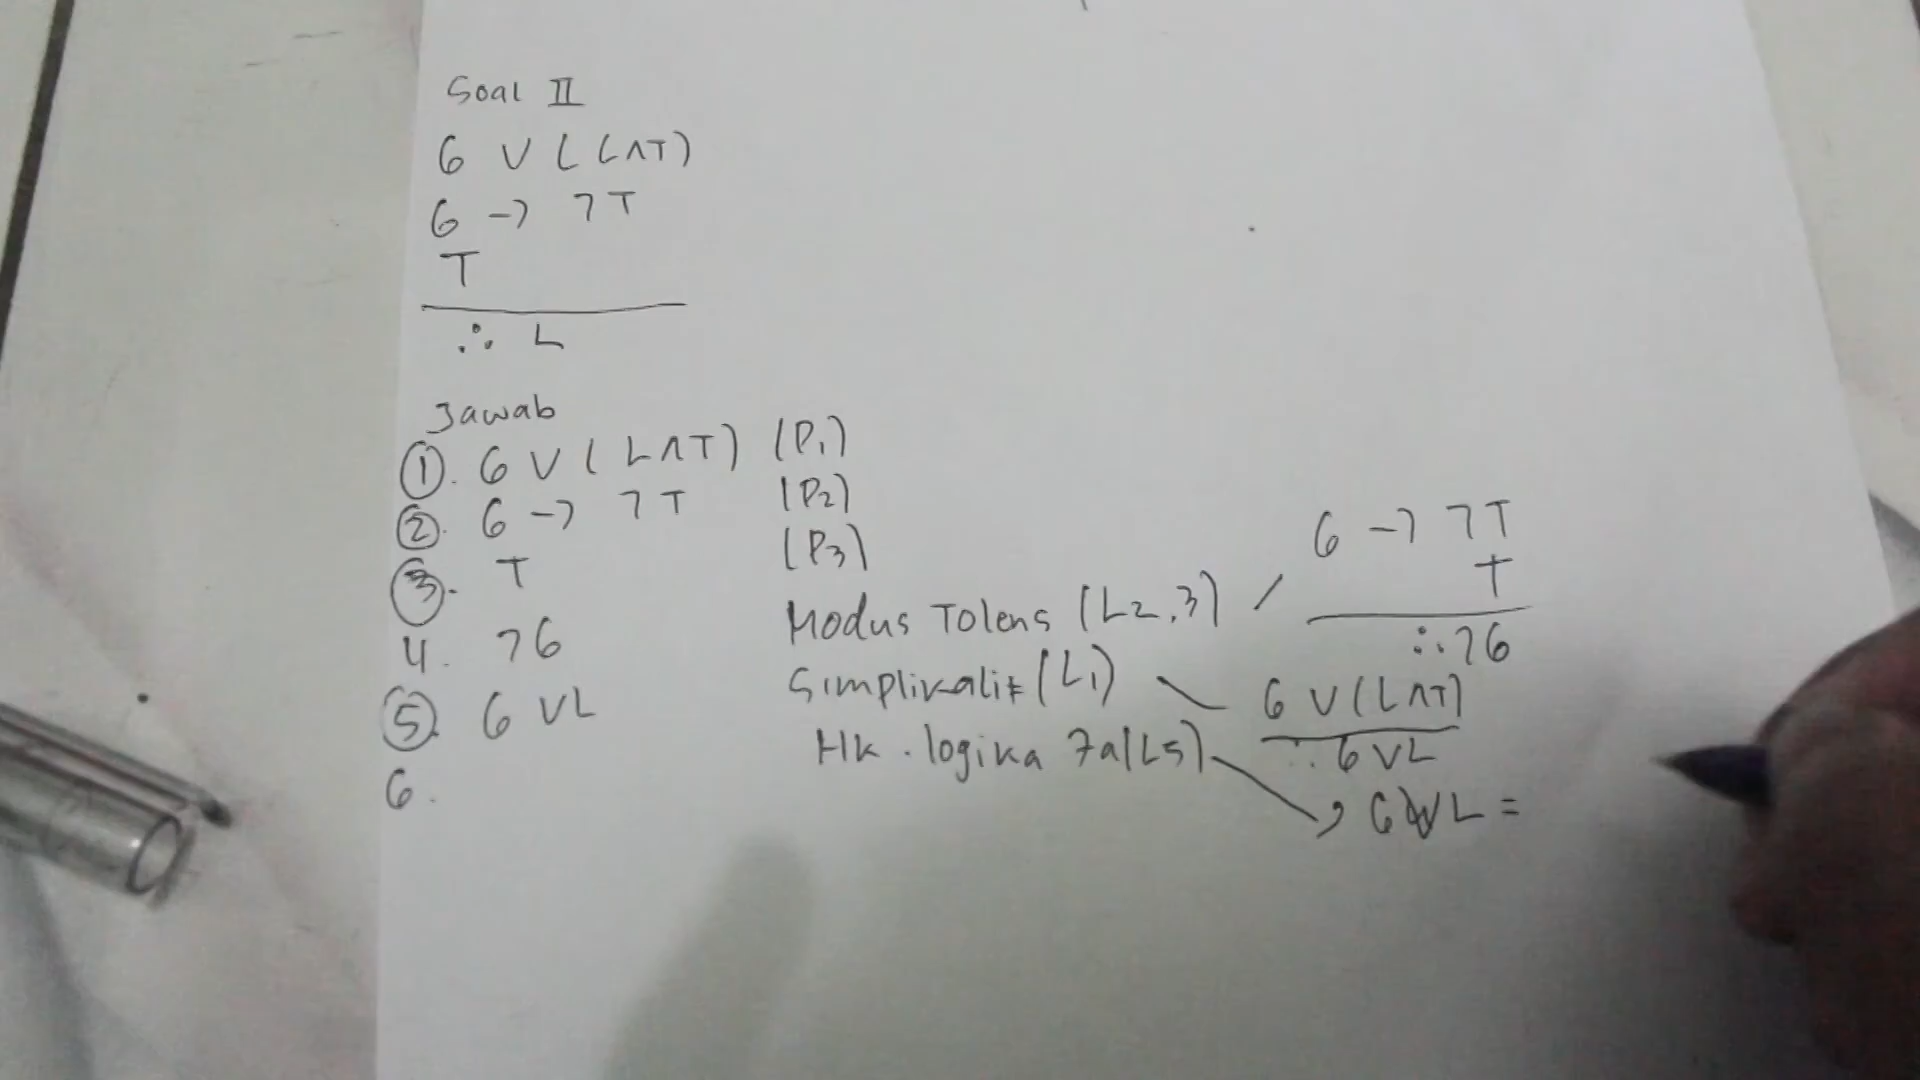 Soal II
G ∨ ( L ∧ T )
G → ¬ T
T
∴ L
Jawab
①. G ∨ ( L ∧ T ) (P₁)
②. G → ¬ T (P₂)
③. T (P₃)
4. ¬G Modus Tolens (L2,3)
⑤. G ∨ L Simplivalit (L1)
6. Hk . logika 7a (L5)
G → ¬T
T
∴ ¬G
G ∨ (L ∧ T)
∴ G ∨ L
G ∨ L =